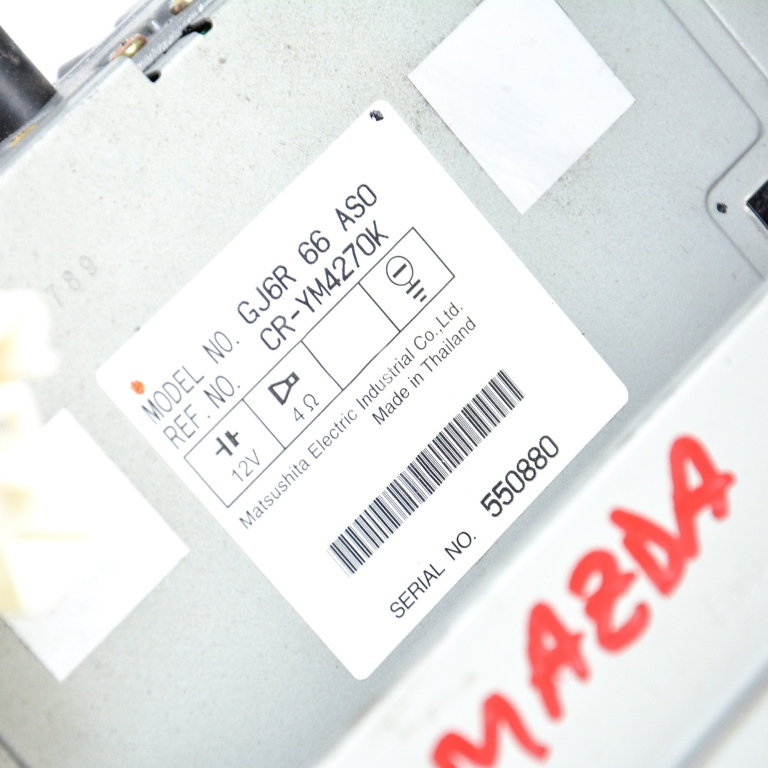 789
MODEL NO. GJ6R 66 AS0
REF. NO. CR-YM4270K
12V
4Ω
Matsushita Electric Industrial Co.,Ltd.
Made in Thailand
SERIAL NO. 550880
MAZDA